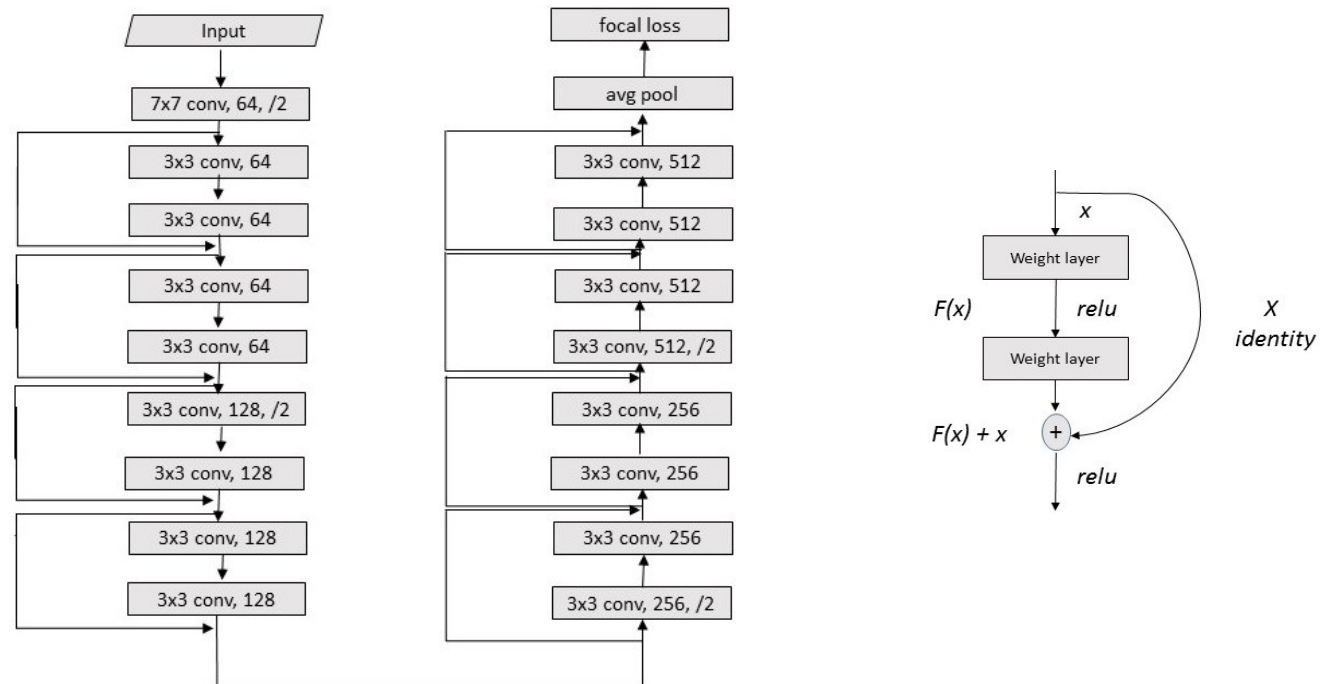 Input
7x7 conv, 64, /2
3x3 conv, 64
3x3 conv, 64
3x3 conv, 64
3x3 conv, 64
3x3 conv, 128, /2
3x3 conv, 128
3x3 conv, 128
3x3 conv, 128
focal loss
avg pool
3x3 conv, 512
3x3 conv, 512
3x3 conv, 512
3x3 conv, 512, /2
3x3 conv, 256
3x3 conv, 256
3x3 conv, 256
3x3 conv, 256, /2
x
Weight layer
F(x)
relu
X
identity
Weight layer
F(x) + x
+
relu